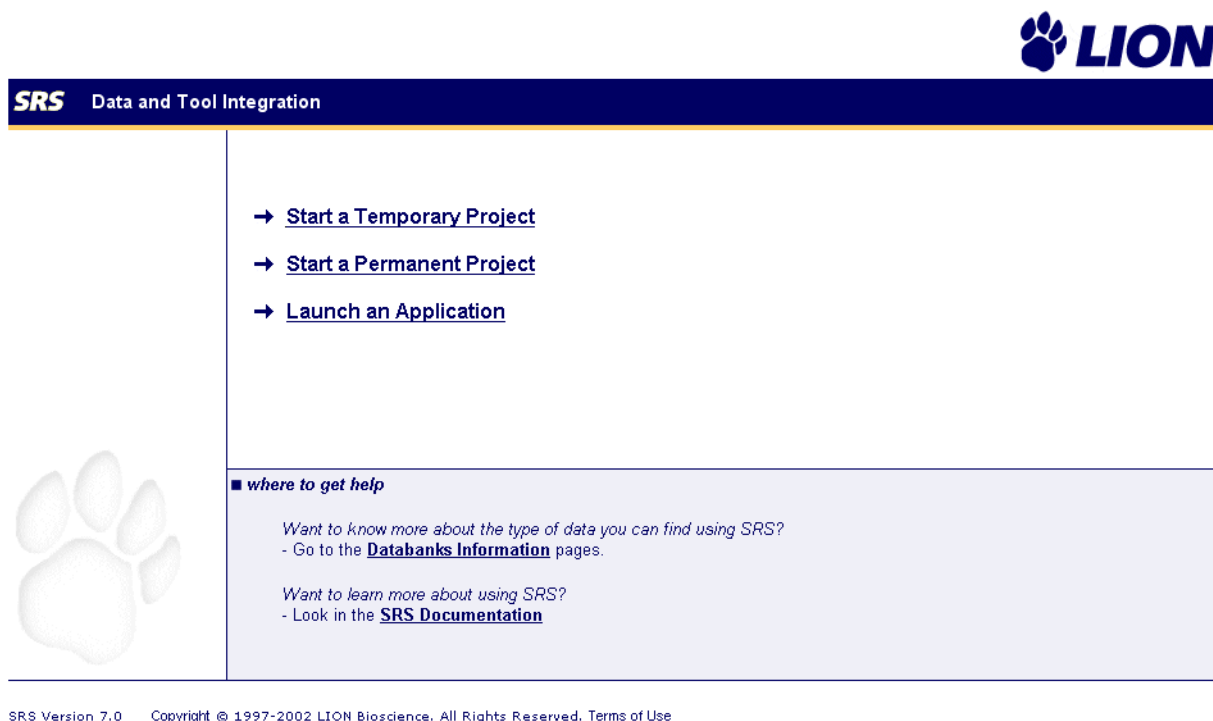 LION
SRS Data and Tool Integration
→ Start a Temporary Project
→ Start a Permanent Project
→ Launch an Application
■ where to get help
Want to know more about the type of data you can find using SRS?
- Go to the Databanks Information pages.
Want to learn more about using SRS?
- Look in the SRS Documentation
SRS Version 7.0 Copyright © 1997-2002 LION Bioscience. All Rights Reserved. Terms of Use